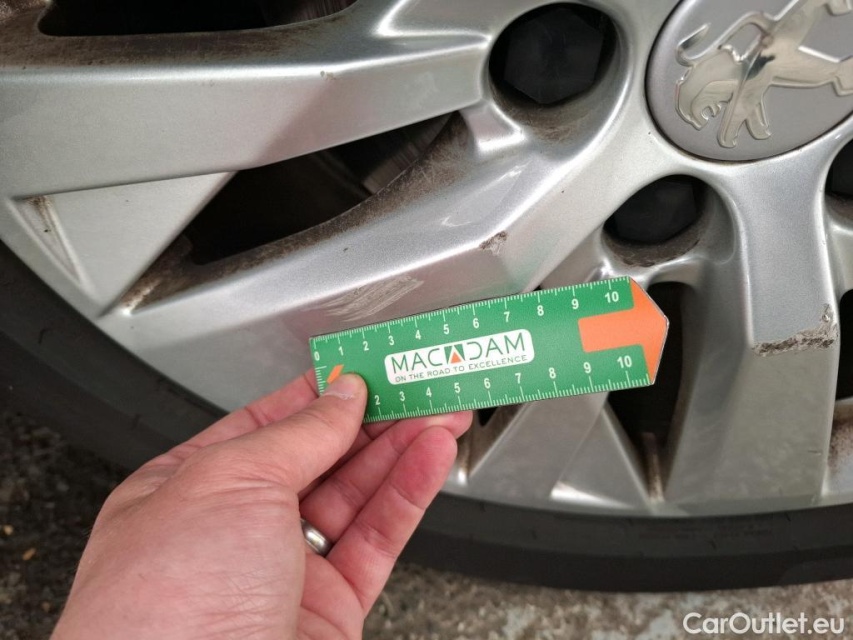 0 1 2 3 4 5 6 7 8 9 10
MACADAM
ON THE ROAD TO EXCELLENCE
2 3 4 5 6 7 8 9 10
CarOutlet.eu